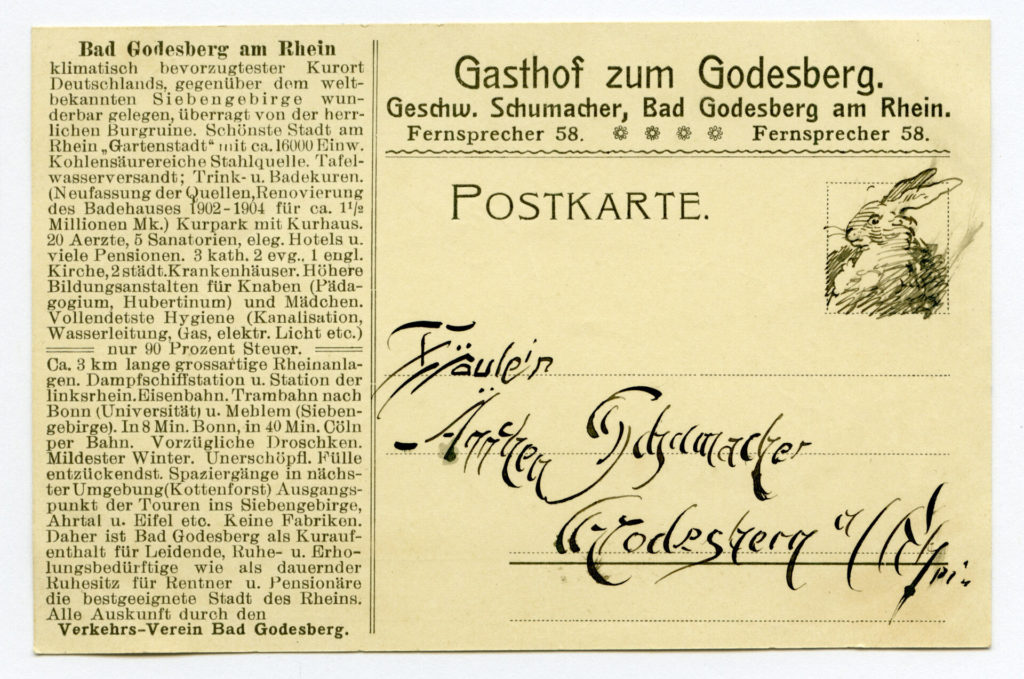 Bad Godesberg am Rhein
klimatisch bevorzugtester Kurort
Deutschlands, gegenüber dem welt-
bekannten Siebengebirge wun-
derbar gelegen, überragt von der herr-
lichen Burgruine. Schönste Stadt am
Rhein „Gartenstadt“ mit ca. 16000 Einw.
Kohlensäurereiche Stahlquelle. Tafel-
wasserversandt; Trink- u. Badekuren.
(Neufassung der Quellen, Renovierung
des Badehauses 1902-1904 für ca. 1 1/2
Millionen Mk.) Kurpark mit Kurhaus.
20 Aerzte, 5 Sanatorien, eleg. Hotels u.
viele Pensionen. 3 kath. 2 evg., 1 engl.
Kirche, 2 städt. Krankenhäuser. Höhere
Bildungsanstalten für Knaben (Päda-
gogium, Hubertinum) und Mädchen.
Vollendetste Hygiene (Kanalisation,
Wasserleitung, Gas, elektr. Licht etc.)
nur 90 Prozent Steuer.
Ca. 3 km lange grossartige Rheinanla-
gen. Dampfschiffstation u. Station der
linksrhein. Eisenbahn. Trambahn nach
Bonn (Universität) u. Mehlem (Sieben-
gebirge). In 8 Min. Bonn, in 40 Min. Cöln
per Bahn. Vorzügliche Droschken.
Mildester Winter. Unerschöpfl. Fülle
entzückendst. Spaziergänge in nächs-
ter Umgebung (Kottenforst) Ausgangs-
punkt der Touren ins Siebengebirge,
Ahrtal u. Eifel etc. Keine Fabriken.
Daher ist Bad Godesberg als Kurauf-
enthalt für Leidende, Ruhe- u. Erho-
lungsbedürftige wie als dauernder
Ruhesitz für Rentner u. Pensionäre
die bestgeeignete Stadt des Rheins.
Alle Auskunft durch den
Verkehrs-Verein Bad Godesberg.
Gasthof zum Godesberg.
Geschw. Schumacher, Bad Godesberg am Rhein.
Fernsprecher 58. Fernsprecher 58.
POSTKARTE.
Fräulein
Ännchen Schumacher
Godesberg a/Rhein